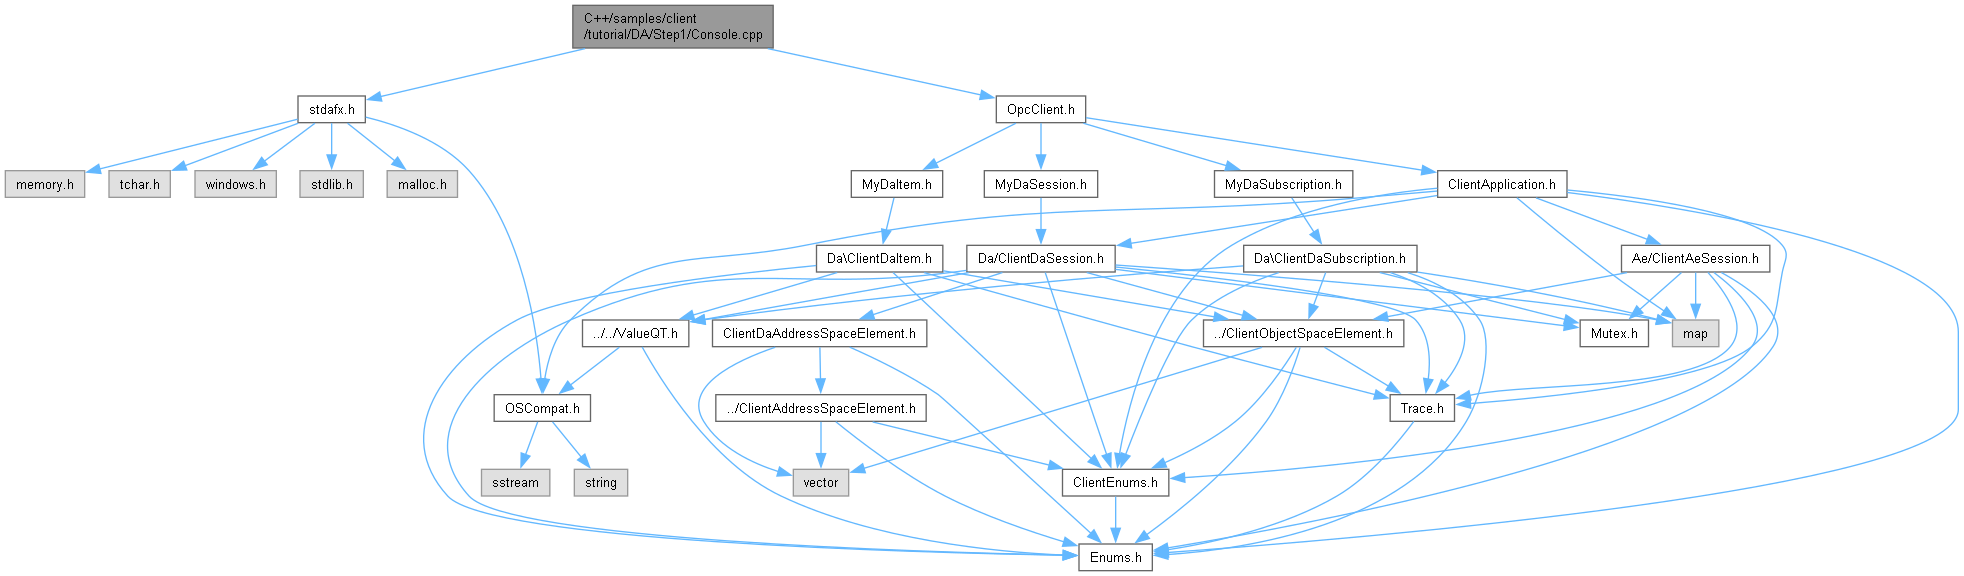 C++/samples/client
/tutorial/DA/Step1/Console.cpp
stdafx.h
OpcClient.h
memory.h
tchar.h
windows.h
stdlib.h
malloc.h
MyDaItem.h
MyDaSession.h
MyDaSubscription.h
ClientApplication.h
Da\ClientDaItem.h
Da/ClientDaSession.h
Da\ClientDaSubscription.h
Ae/ClientAeSession.h
../../ValueQT.h
ClientDaAddressSpaceElement.h
../ClientObjectSpaceElement.h
Mutex.h
map
OSCompat.h
../ClientAddressSpaceElement.h
Trace.h
sstream
string
vector
ClientEnums.h
Enums.h